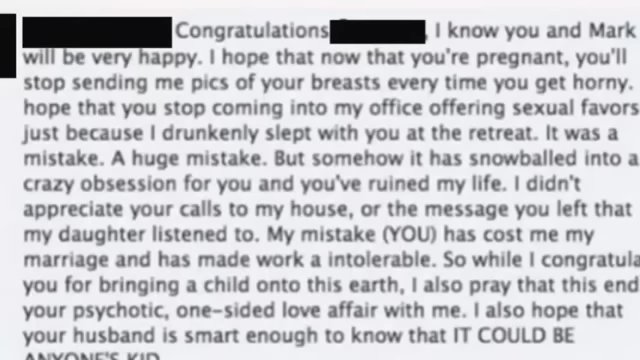 Congratulations , I know you and Mark
will be very happy. I hope that now that you're pregnant, you'll
stop sending me pics of your breasts every time you get horny.
hope that you stop coming into my office offering sexual favors
just because I drunkenly slept with you at the retreat. It was a
mistake. A huge mistake. But somehow it has snowballed into a
crazy obsession for you and you've ruined my life. I didn't
appreciate your calls to my house, or the message you left that
my daughter listened to. My mistake (YOU) has cost me my
marriage and has made work a intolerable. So while I congratula
you for bringing a child onto this earth, I also pray that this end
your psychotic, one-sided love affair with me. I also hope that
your husband is smart enough to know that IT COULD BE
ANYONE'S KID